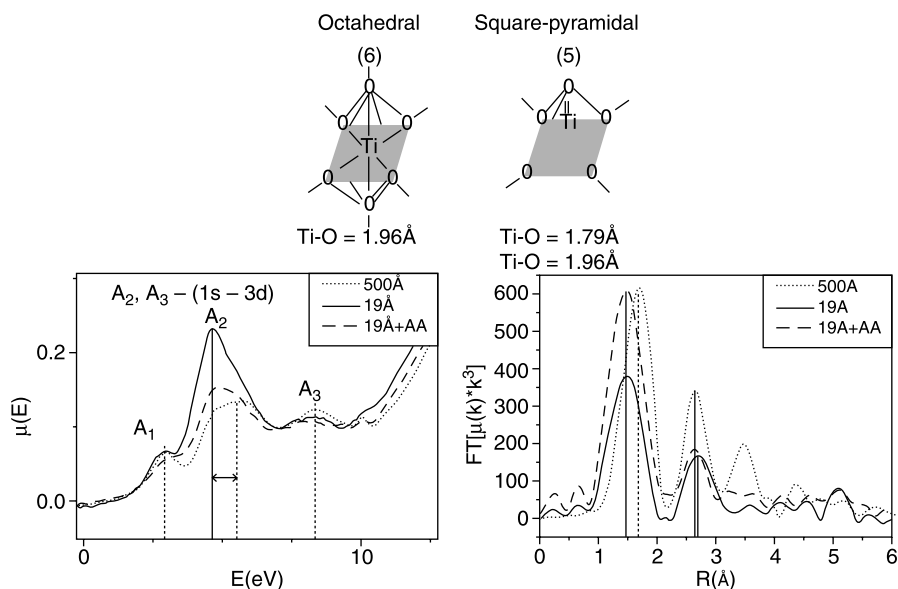 Octahedral
Square-pyramidal
(6)
(5)
O
O
O
O
Ti
O
O
O
O
Ti
O
O
O
O
Ti-O = 1.96Å
Ti-O = 1.79Å
Ti-O = 1.96Å
A₂, A₃ – (1s – 3d)
A₂
A₁
A₃
500Å
19Å
19Å+AA
0.2
0.0
μ(E)
0
5
10
E(eV)
500A
19A
19A+AA
600
500
400
300
200
100
0
FT[μ(k)*k³]
0
1
2
3
4
5
6
R(Å)